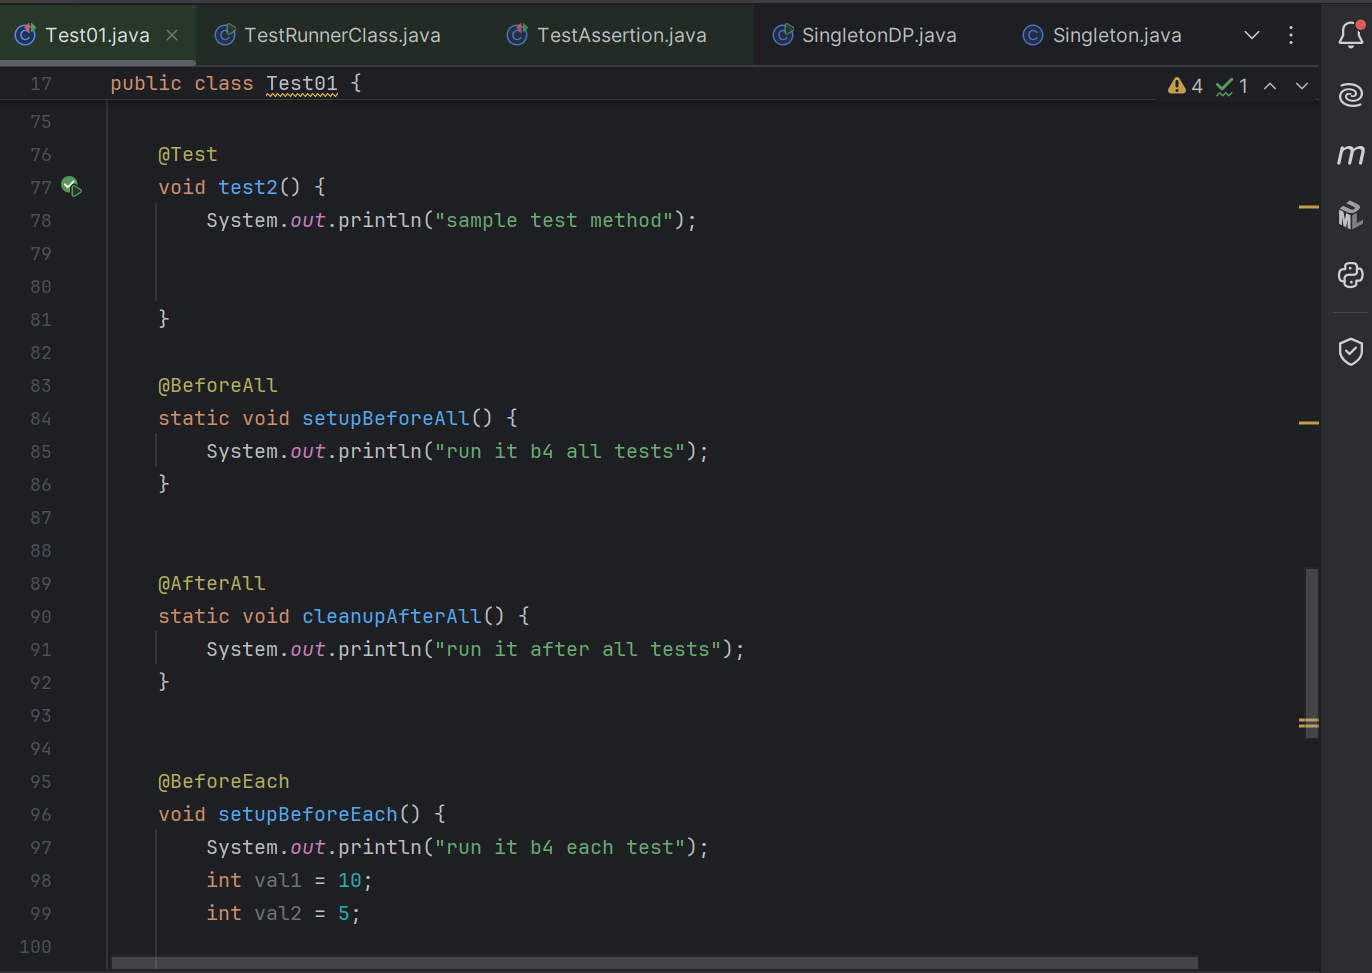 Test01.java TestRunnerClass.java TestAssertion.java SingletonDP.java Singleton.java
17 public class Test01 { 4 1
75
76 @Test
77 void test2() {
78 System.out.println("sample test method");
79
80
81 }
82
83 @BeforeAll
84 static void setupBeforeAll() {
85 System.out.println("run it b4 all tests");
86 }
87
88
89 @AfterAll
90 static void cleanupAfterAll() {
91 System.out.println("run it after all tests");
92 }
93
94
95 @BeforeEach
96 void setupBeforeEach() {
97 System.out.println("run it b4 each test");
98 int val1 = 10;
99 int val2 = 5;
100